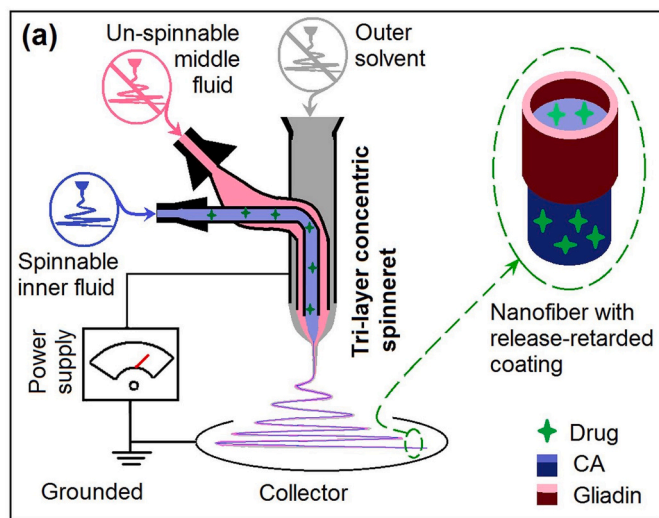 (a)
Un-spinnable
middle
fluid
Outer
solvent
Spinnable
inner fluid
Tri-layer concentric
spinneret
Power
supply
Grounded
Collector
Nanofiber with
release-retarded
coating
Drug
CA
Gliadin